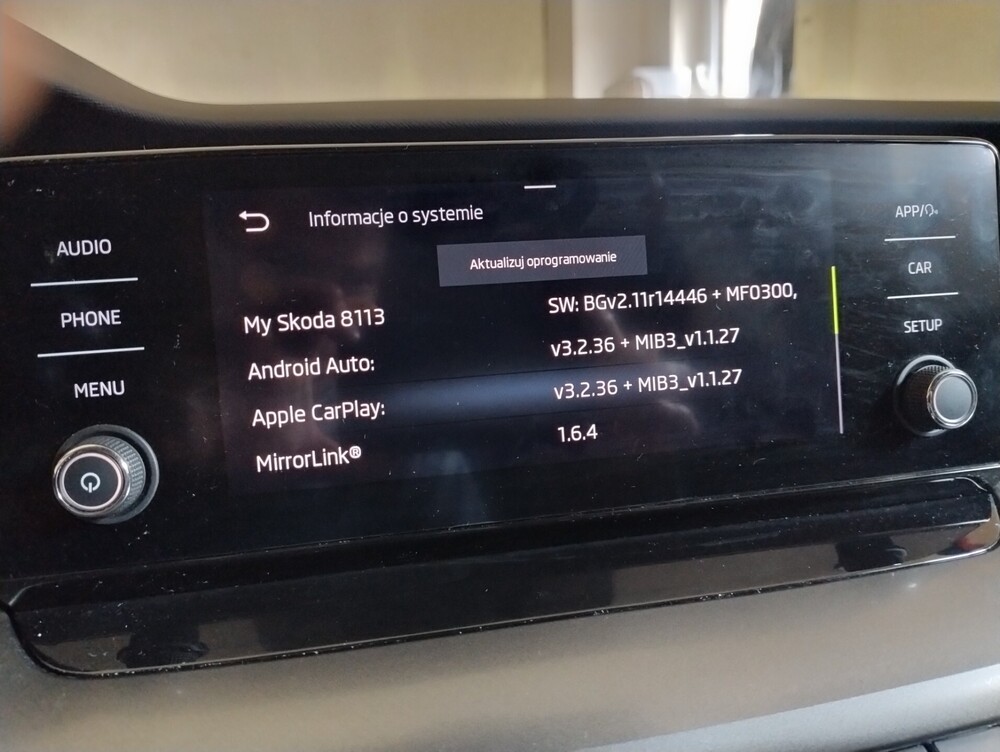 Informacje o systemie
Aktualizuj oprogramowanie
My Skoda 8113 SW: BGv2.11r14446 + MF0300,
Android Auto: v3.2.36 + MIB3_v1.1.27
Apple CarPlay: v3.2.36 + MIB3_v1.1.27
MirrorLink® 1.6.4
AUDIO
PHONE
MENU
APP/
CAR
SETUP